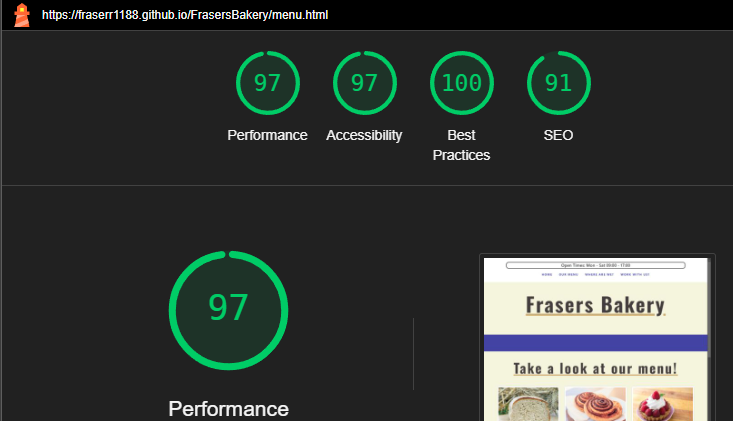 https://fraserr1188.github.io/FrasersBakery/menu.html
97
97
100
91
Performance
Accessibility
Best
Practices
SEO
97
Performance
Open Times: Mon - Sat 08:00 - 17:00
HOME OUR MENU WHERE ARE WE? WORK WITH US?
Frasers Bakery
Take a look at our menu!